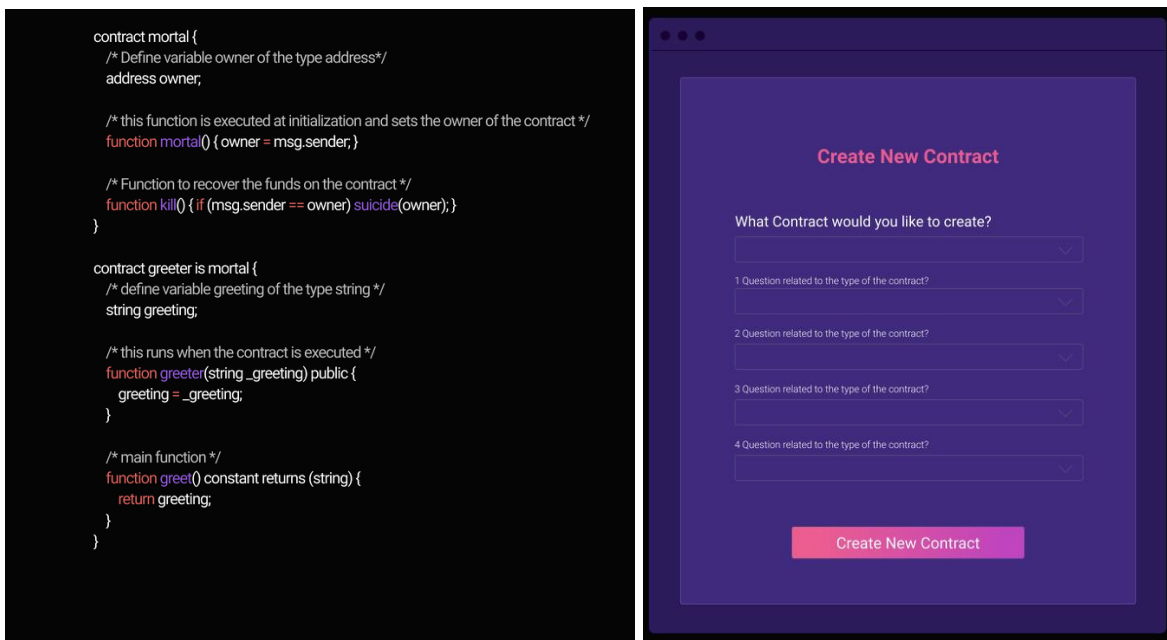 contract mortal {
/* Define variable owner of the type address*/
address owner;
/* this function is executed at initialization and sets the owner of the contract */
function mortal() { owner = msg.sender; }
/* Function to recover the funds on the contract */
function kill() { if (msg.sender == owner) suicide(owner); }
}
contract greeter is mortal {
/* define variable greeting of the type string */
string greeting;
/* this runs when the contract is executed */
function greeter(string _greeting) public {
greeting = _greeting;
}
/* main function */
function greet() constant returns (string) {
return greeting;
}
}
Create New Contract
What Contract would you like to create?
1 Question related to the type of the contract?
2 Question related to the type of the contract?
3 Question related to the type of the contract?
4 Question related to the type of the contract?
Create New Contract